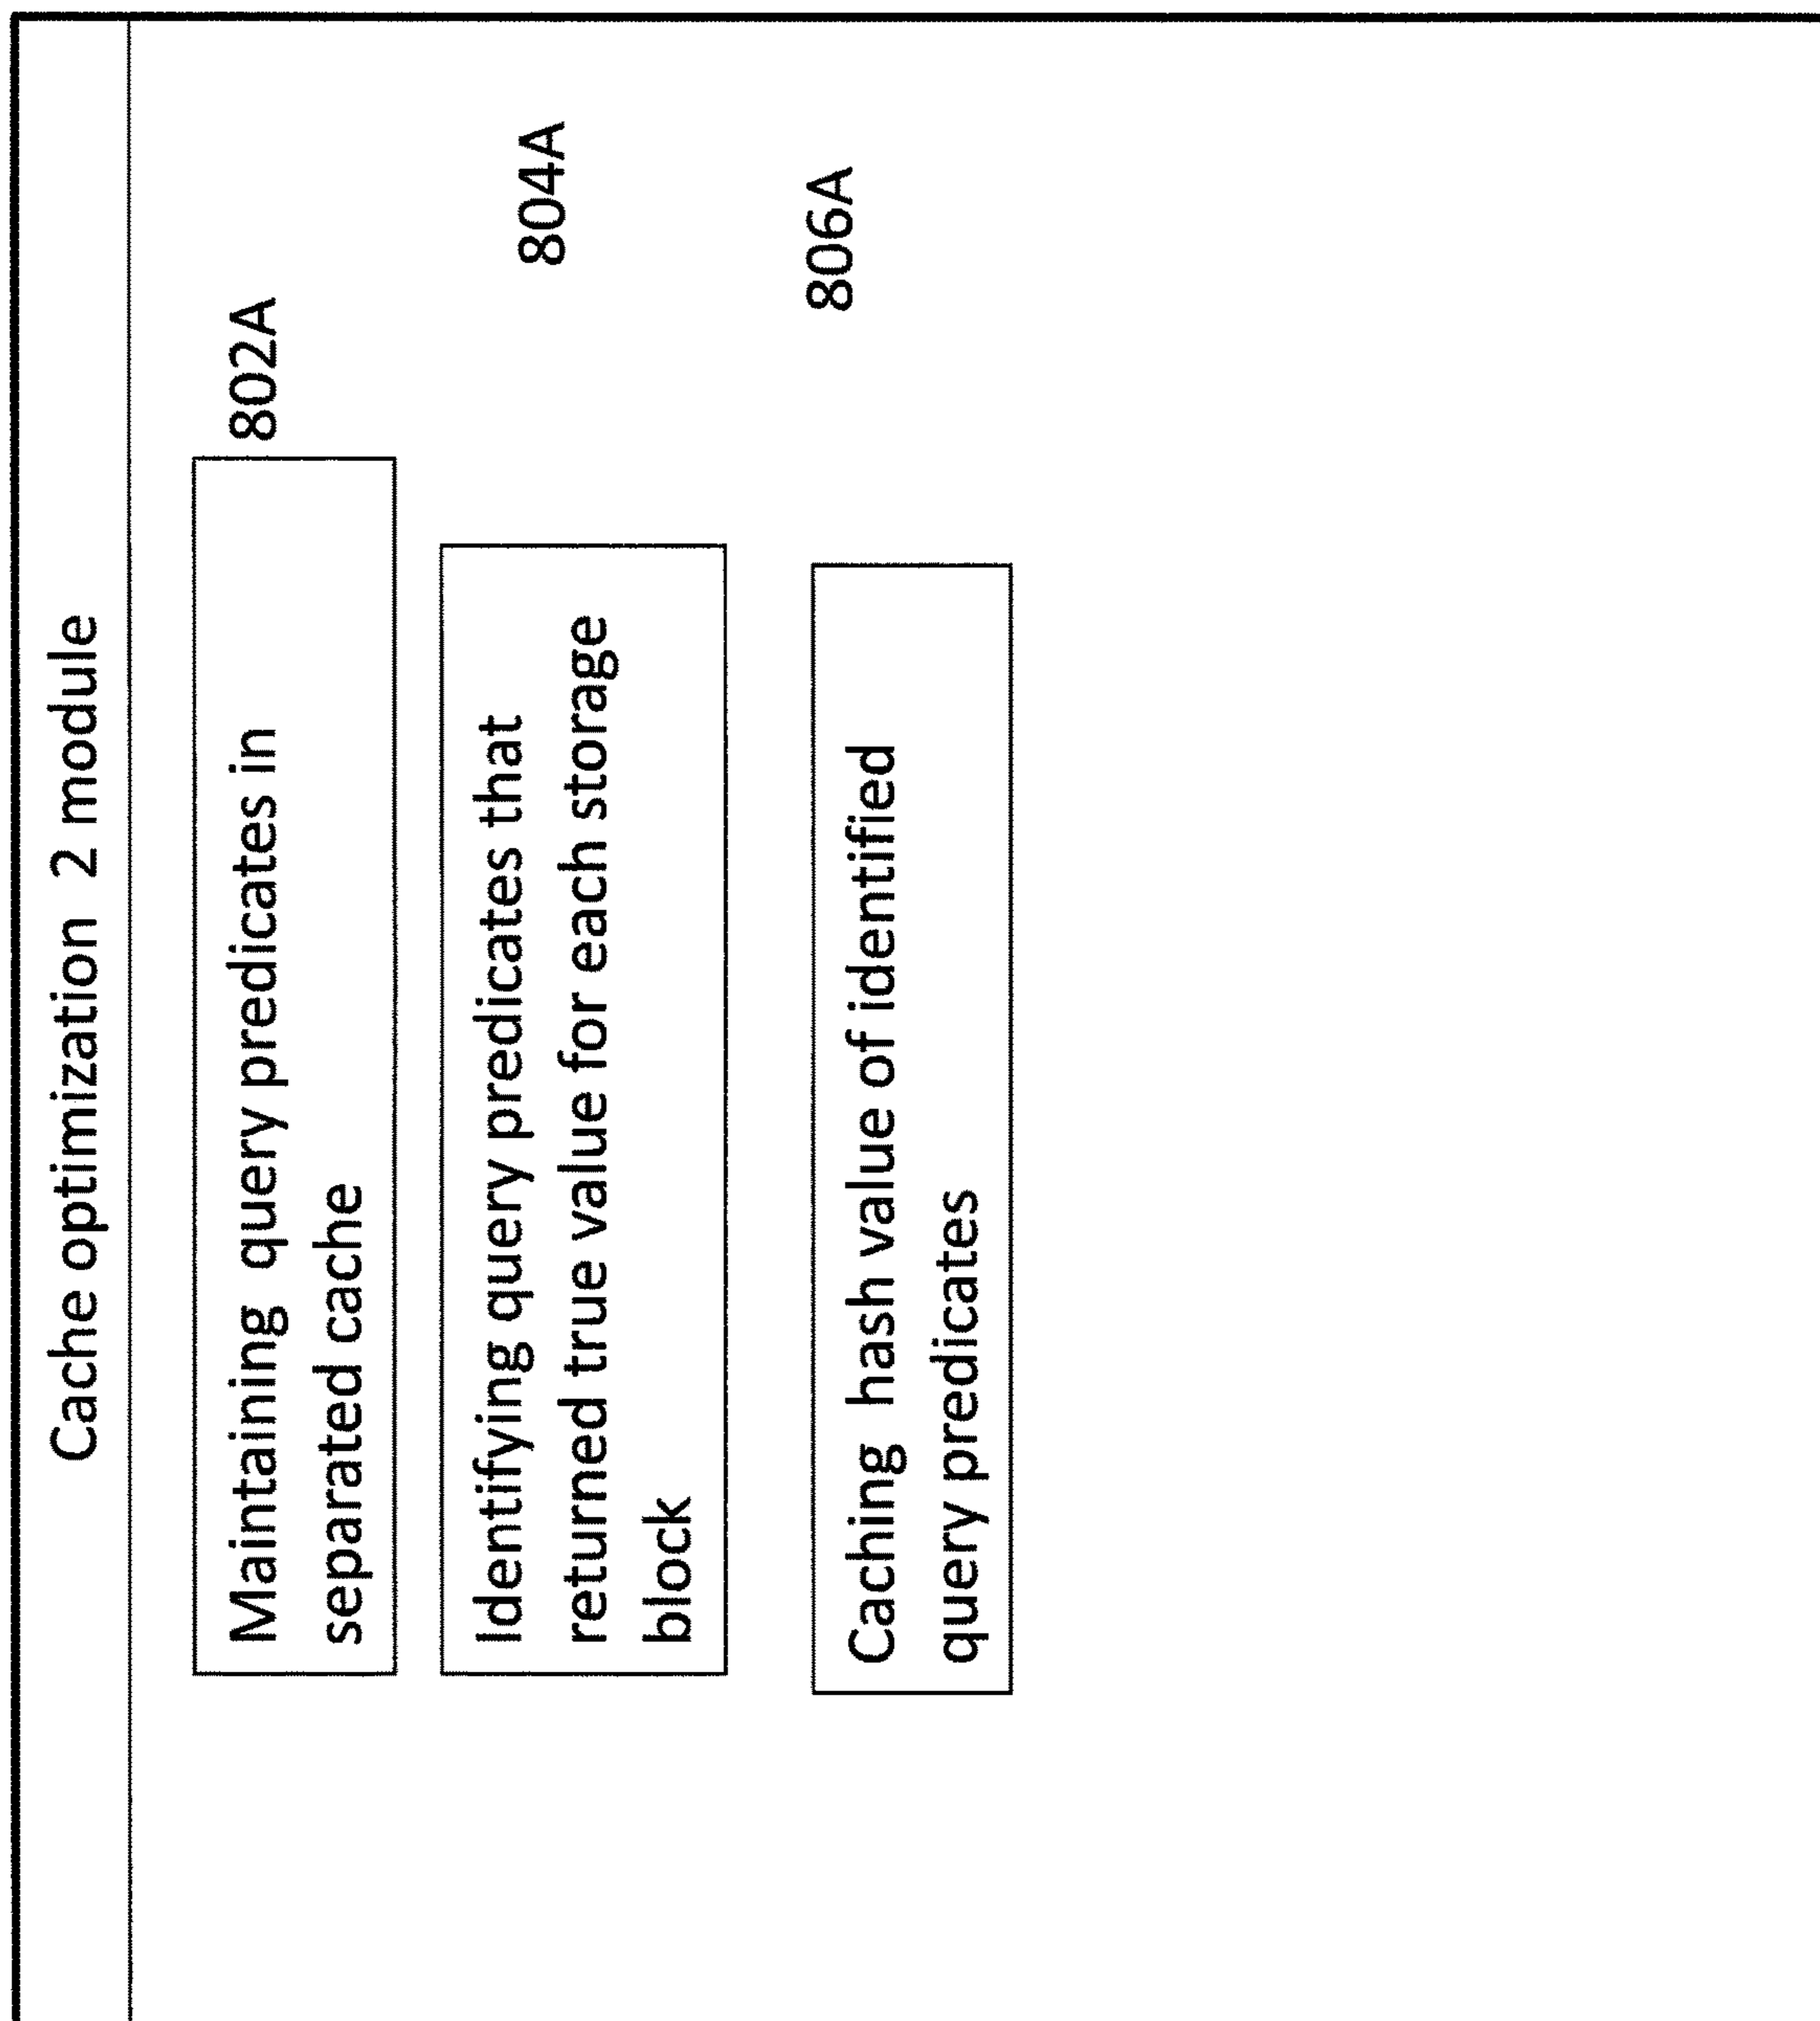 Cache optimization 2 module
Maintaining query predicates in
separated cache
802A
Identifying query predicates that
returned true value for each storage
block
804A
Caching hash value of identified
query predicates
806A